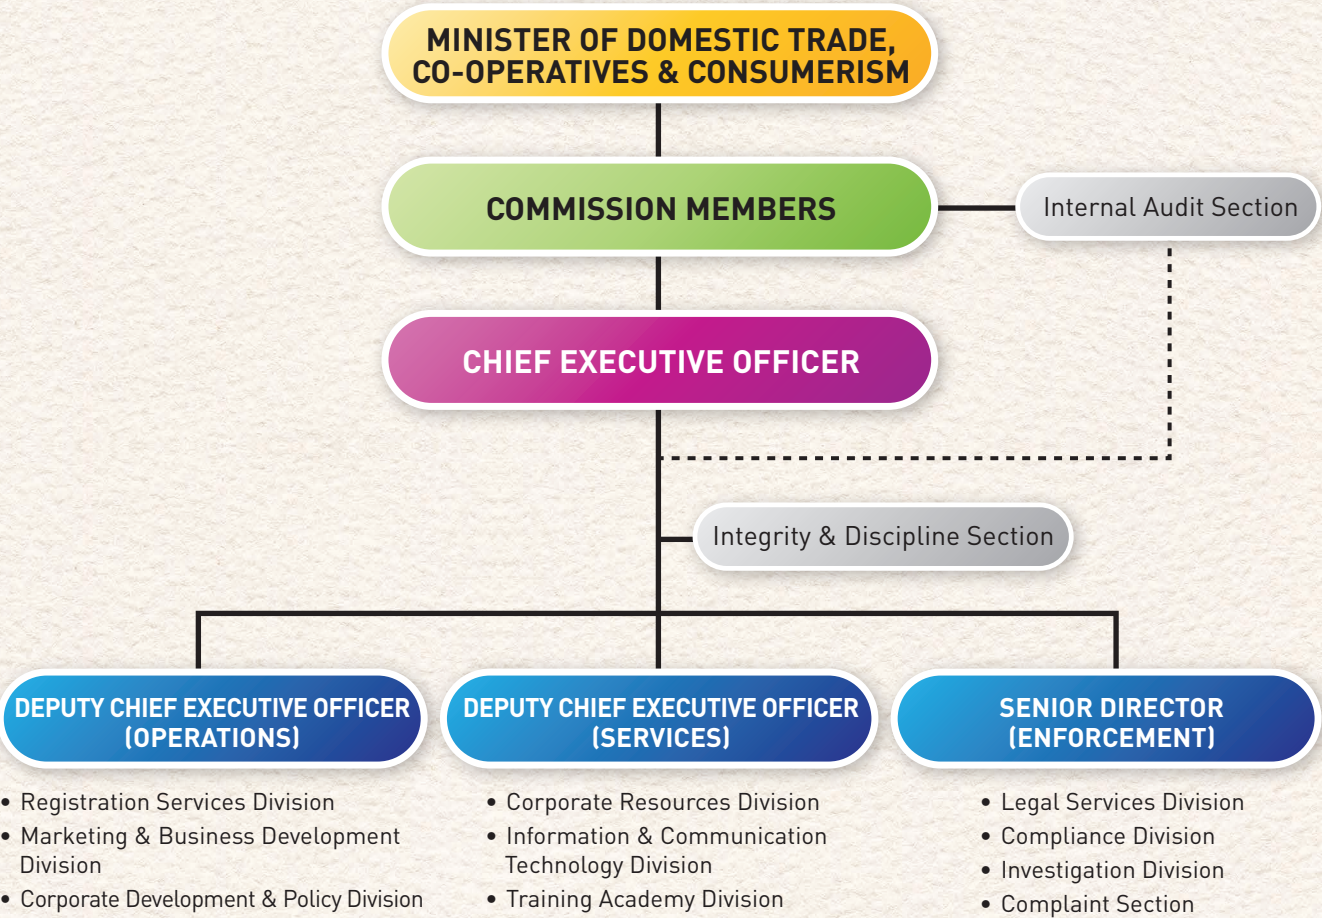 MINISTER OF DOMESTIC TRADE,
CO-OPERATIVES & CONSUMERISM
COMMISSION MEMBERS
Internal Audit Section
CHIEF EXECUTIVE OFFICER
Integrity & Discipline Section
DEPUTY CHIEF EXECUTIVE OFFICER
(OPERATIONS)
• Registration Services Division
• Marketing & Business Development
Division
• Corporate Development & Policy Division
DEPUTY CHIEF EXECUTIVE OFFICER
(SERVICES)
• Corporate Resources Division
• Information & Communication
Technology Division
• Training Academy Division
SENIOR DIRECTOR
(ENFORCEMENT)
• Legal Services Division
• Compliance Division
• Investigation Division
• Complaint Section